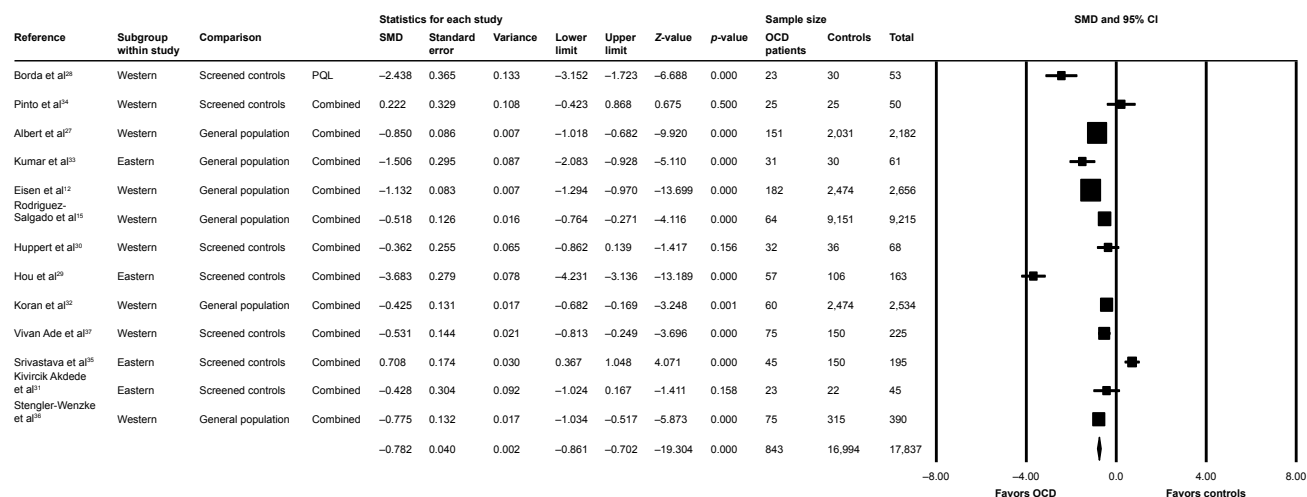 Statistics for each study Sample size SMD and 95% CI
Reference Subgroup within study Comparison SMD Standard error Variance Lower limit Upper limit Z-value p-value OCD patients Controls Total
Borda et al²⁸ Western Screened controls PQL –2.438 0.365 0.133 –3.152 –1.723 –6.688 0.000 23 30 53
Pinto et al³⁴ Western Screened controls Combined 0.222 0.329 0.108 –0.423 0.868 0.675 0.500 25 25 50
Albert et al²⁷ Western General population Combined –0.850 0.086 0.007 –1.018 –0.682 –9.920 0.000 151 2,031 2,182
Kumar et al³³ Eastern General population Combined –1.506 0.295 0.087 –2.083 –0.928 –5.110 0.000 31 30 61
Eisen et al¹² Western General population Combined –1.132 0.083 0.007 –1.294 –0.970 –13.699 0.000 182 2,474 2,656
Rodriguez-
Salgado et al¹⁵ Western General population Combined –0.518 0.126 0.016 –0.764 –0.271 –4.116 0.000 64 9,151 9,215
Huppert et al³⁰ Western Screened controls Combined –0.362 0.255 0.065 –0.862 0.139 –1.417 0.156 32 36 68
Hou et al²⁹ Eastern Screened controls Combined –3.683 0.279 0.078 –4.231 –3.136 –13.189 0.000 57 106 163
Koran et al³² Western General population Combined –0.425 0.131 0.017 –0.682 –0.169 –3.248 0.001 60 2,474 2,534
Vivan Ade et al³⁷ Western Screened controls Combined –0.531 0.144 0.021 –0.813 –0.249 –3.696 0.000 75 150 225
Srivastava et al³⁵ Eastern Screened controls Combined 0.708 0.174 0.030 0.367 1.048 4.071 0.000 45 150 195
Kivircik Akdede
et al³¹ Eastern Screened controls Combined –0.428 0.304 0.092 –1.024 0.167 –1.411 0.158 23 22 45
Stengler-Wenzke
et al³⁶ Western General population Combined –0.775 0.132 0.017 –1.034 –0.517 –5.873 0.000 75 315 390
–0.782 0.040 0.002 –0.861 –0.702 –19.304 0.000 843 16,994 17,837
–8.00 –4.00 0.0 4.00 8.00
Favors OCD Favors controls